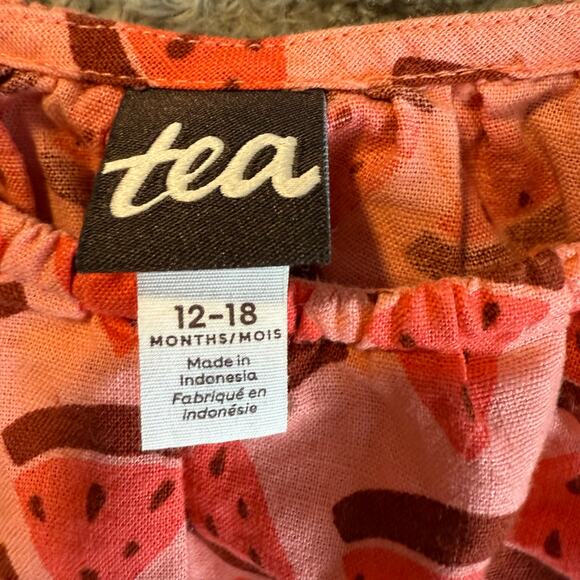 tea
12-18
MONTHS/MOIS
Made in
Indonesia
Fabriqué en
Indonésie